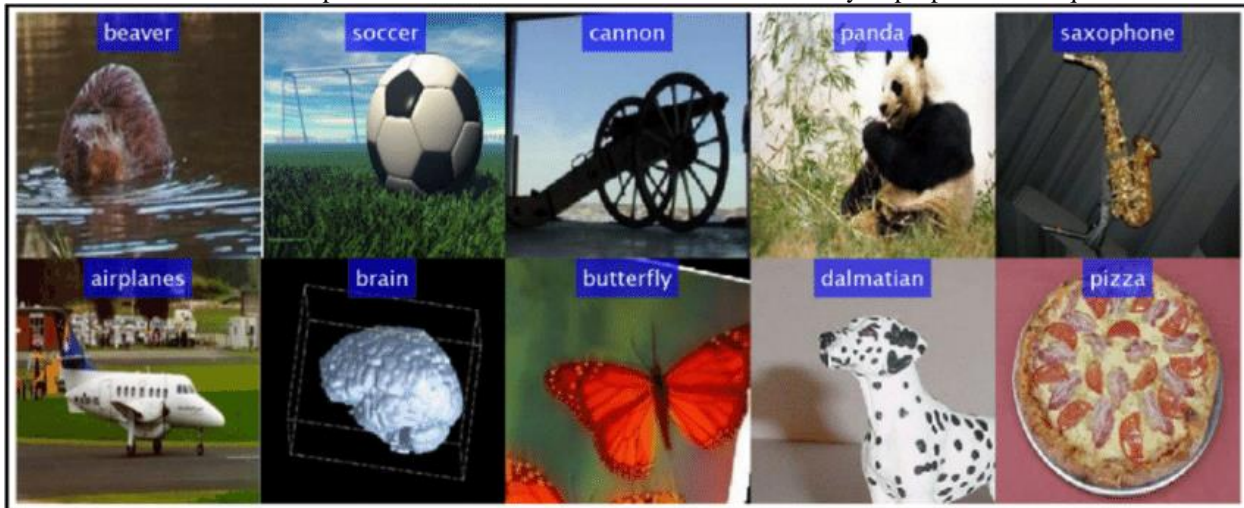 beaver
soccer
cannon
panda
saxophone
airplanes
brain
butterfly
dalmatian
pizza